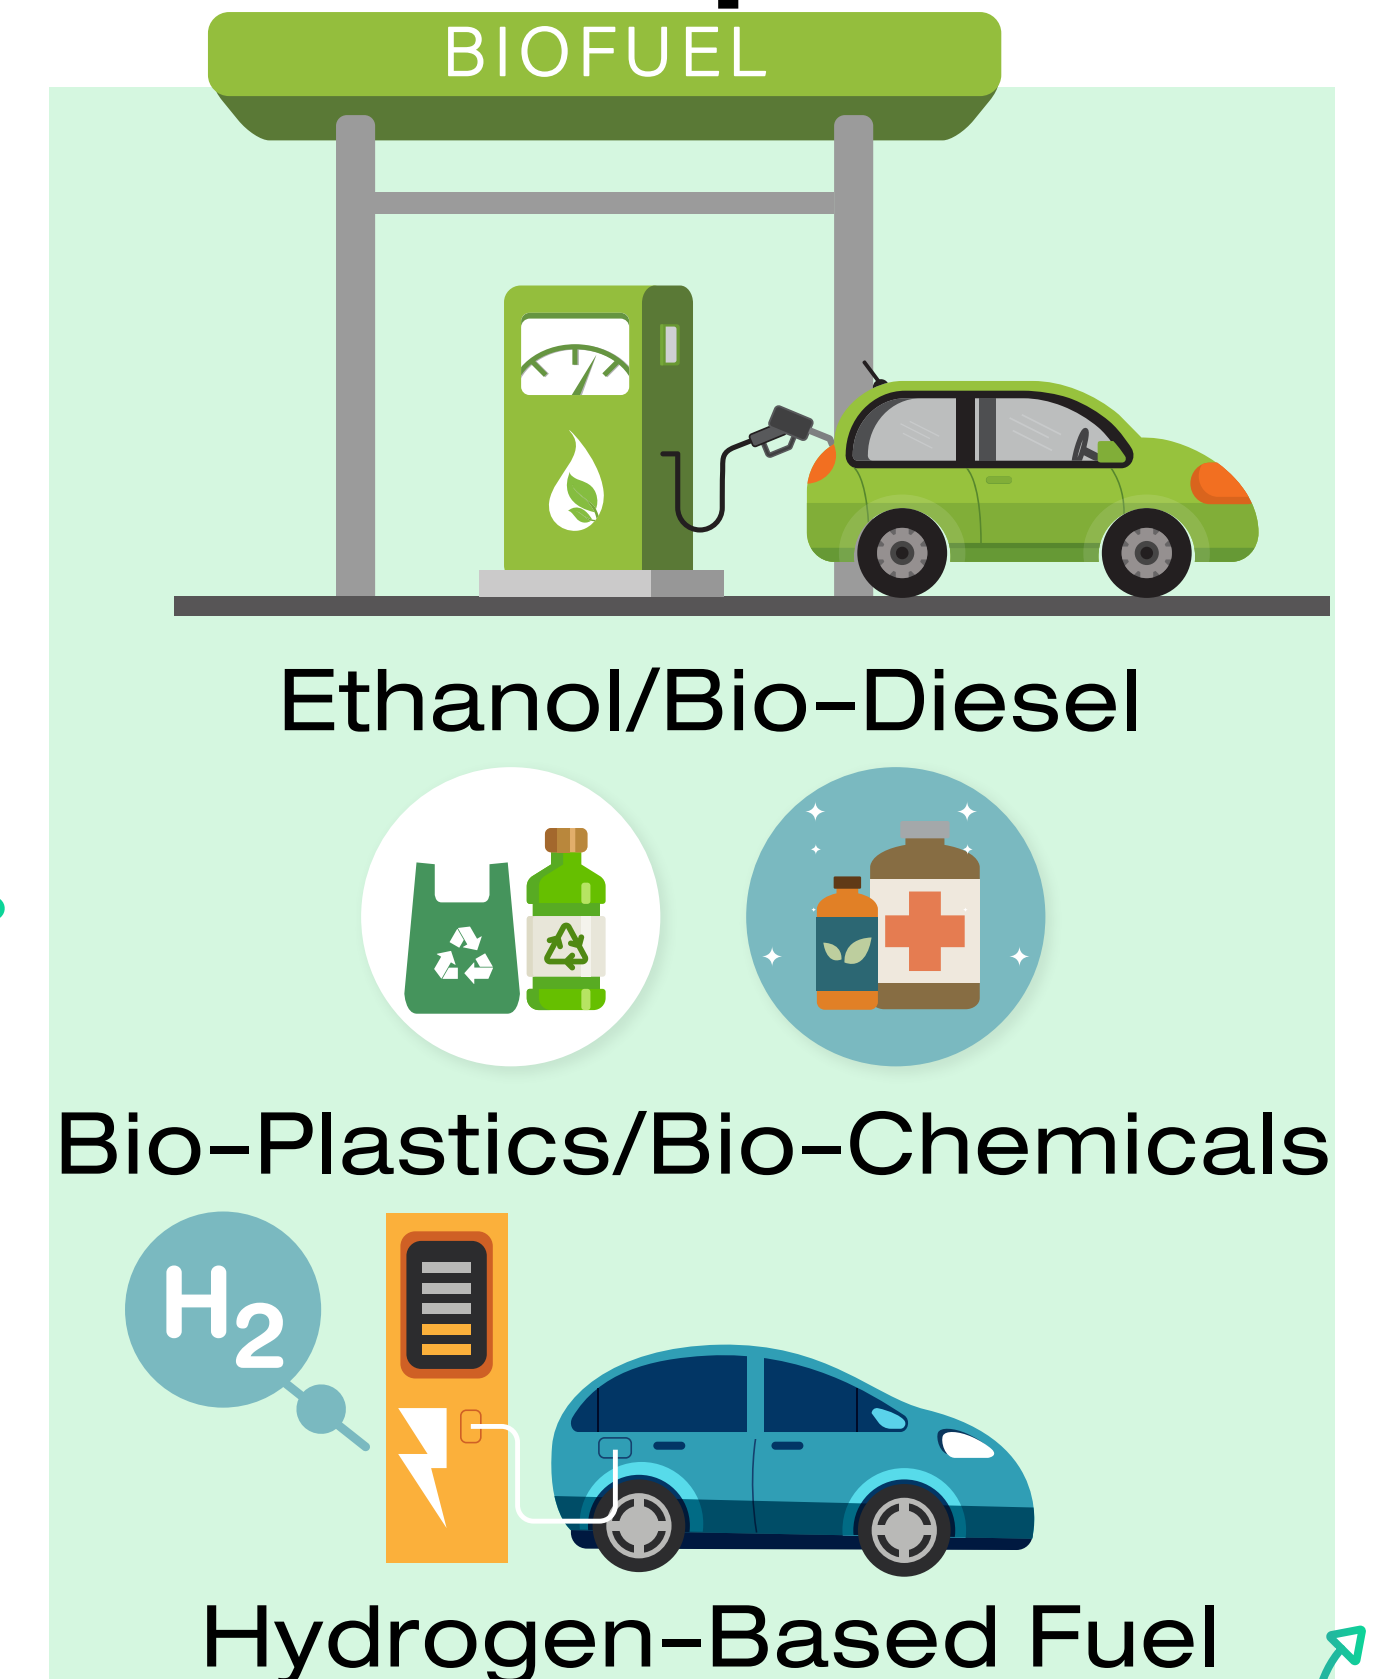 BIOFUEL
Ethanol/Bio-Diesel
Bio-Plastics/Bio-Chemicals
H2
Hydrogen-Based Fuel